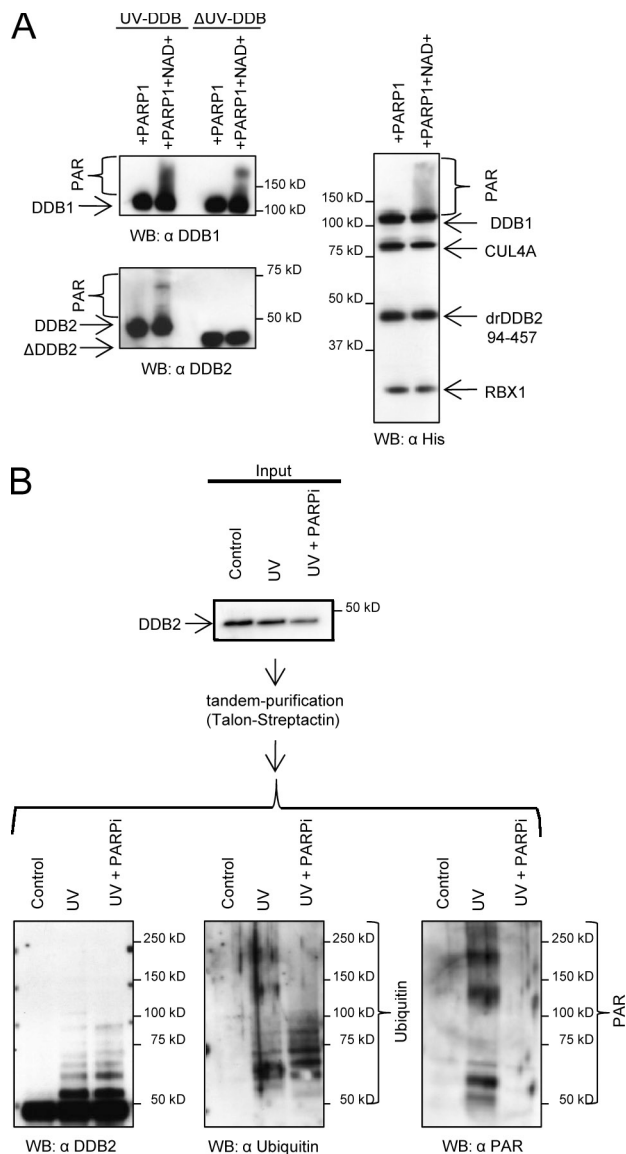 A
UV-DDB
ΔUV-DDB
+PARP1
+PARP1+NAD+
+PARP1
+PARP1+NAD+
PAR
150 kD
DDB1
100 kD
WB: α DDB1
PAR
75 kD
50 kD
DDB2
ΔDDB2
WB: α DDB2
+PARP1
+PARP1+NAD+
PAR
150 kD
DDB1
100 kD
CUL4A
75 kD
50 kD
drDDB2
94-457
37 kD
RBX1
WB: α His
B
Input
Control
UV
UV + PARPi
50 kD
DDB2
tandem-purification
(Talon-Streptactin)
Control
UV
UV + PARPi
250 kD
150 kD
100 kD
75 kD
50 kD
WB: α DDB2
Control
UV
UV + PARPi
250 kD
150 kD
100 kD
75 kD
50 kD
Ubiquitin
WB: α Ubiquitin
Control
UV
UV + PARPi
250 kD
150 kD
100 kD
75 kD
50 kD
PAR
WB: α PAR